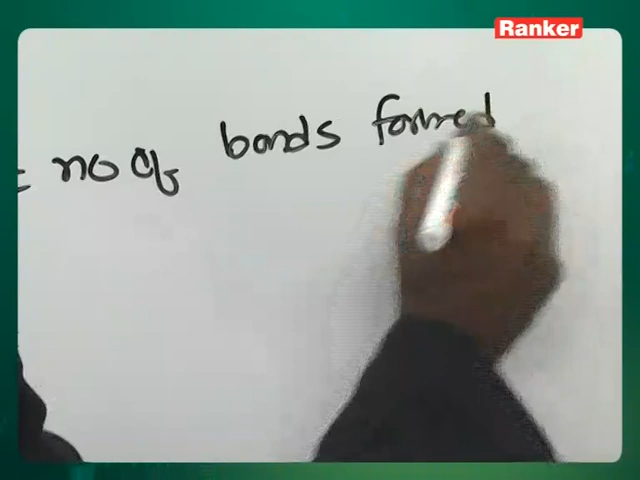 Ranker
= no of bonds formed